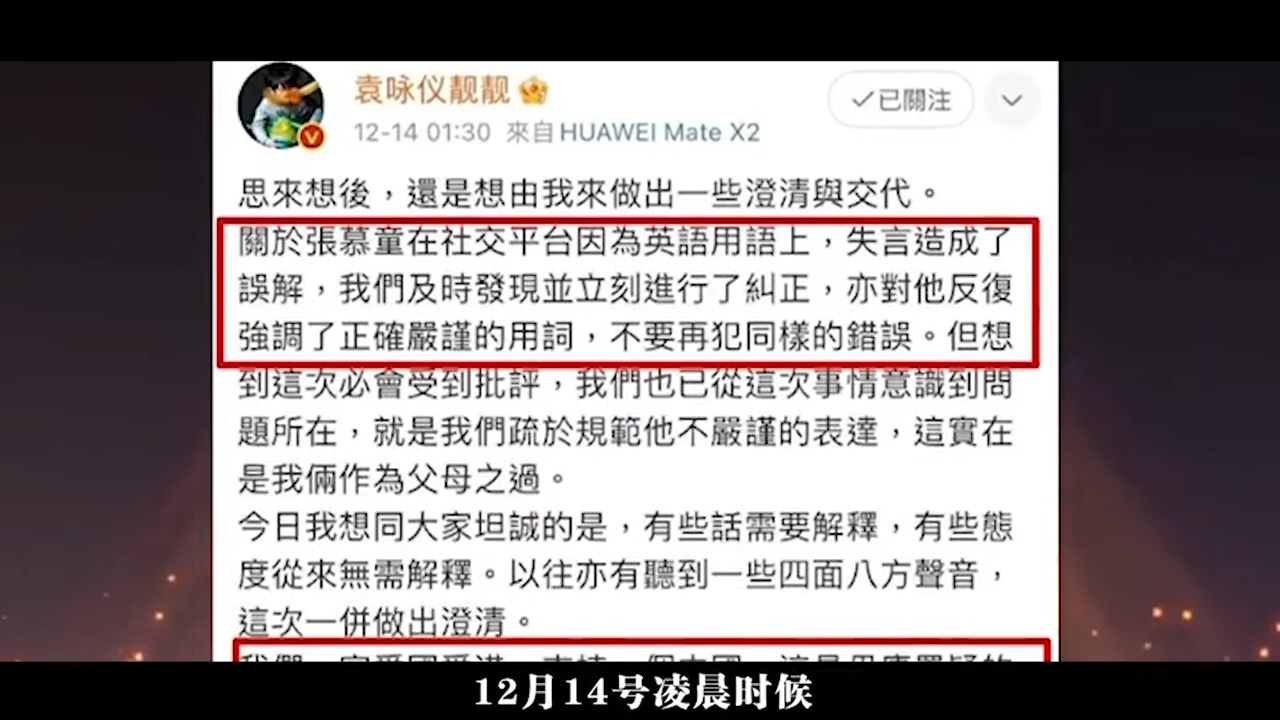 袁咏仪靓靓
12-14 01:30 來自 HUAWEI Mate X2
已關注
思來想後，還是想由我來做出一些澄清與交代。
關於張慕童在社交平台因為英語用語上，失言造成了
誤解，我們及時發現並立刻進行了糾正，亦對他反復
強調了正確嚴謹的用詞，不要再犯同樣的錯誤。但想
到這次必會受到批評，我們也已從這次事情意識到問
題所在，就是我們疏於規範他不嚴謹的表達，這實在
是我倆作為父母之過。
今日我想同大家坦誠的是，有些話需要解釋，有些態
度從來無需解釋。以往亦有聽到一些四面八方聲音，
這次一併做出澄清。
12月14号凌晨时候